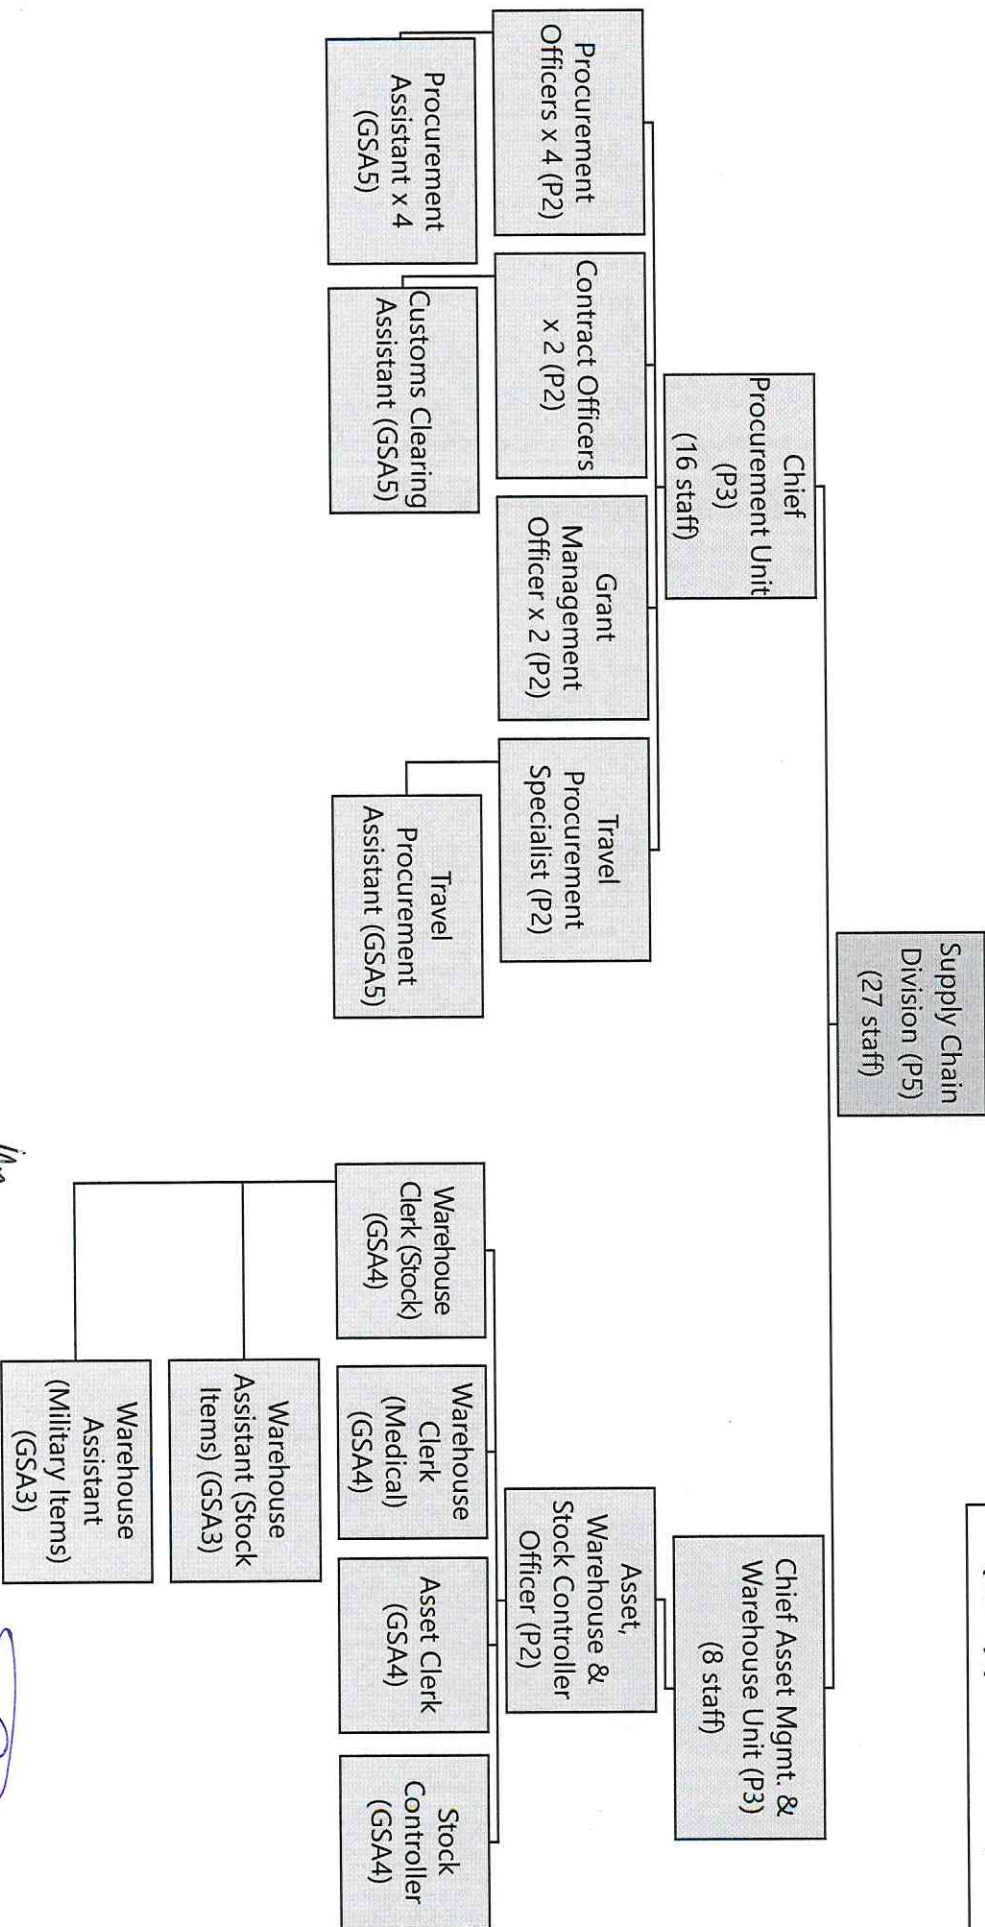 Supply Chain
Division (P5)
(27 staff)
Chief
Procurement Unit
(P3)
(16 staff)
Chief Asset Mgmt. &
Warehouse Unit (P3)
(8 staff)
Procurement
Officers x 4 (P2)
Contract Officers
x 2 (P2)
Grant
Management
Officer x 2 (P2)
Travel
Procurement
Specialist (P2)
Procurement
Assistant x 4
(GSA5)
Customs Clearing
Assistant (GSA5)
Travel
Procurement
Assistant (GSA5)
Asset,
Warehouse &
Stock Controller
Officer (P2)
Warehouse
Clerk (Stock)
(GSA4)
Warehouse
Clerk
(Medical)
(GSA4)
Asset Clerk
(GSA4)
Stock
Controller
(GSA4)
Warehouse
Assistant (Stock
Items) (GSA3)
Warehouse
Assistant
(Military Items)
(GSA3)